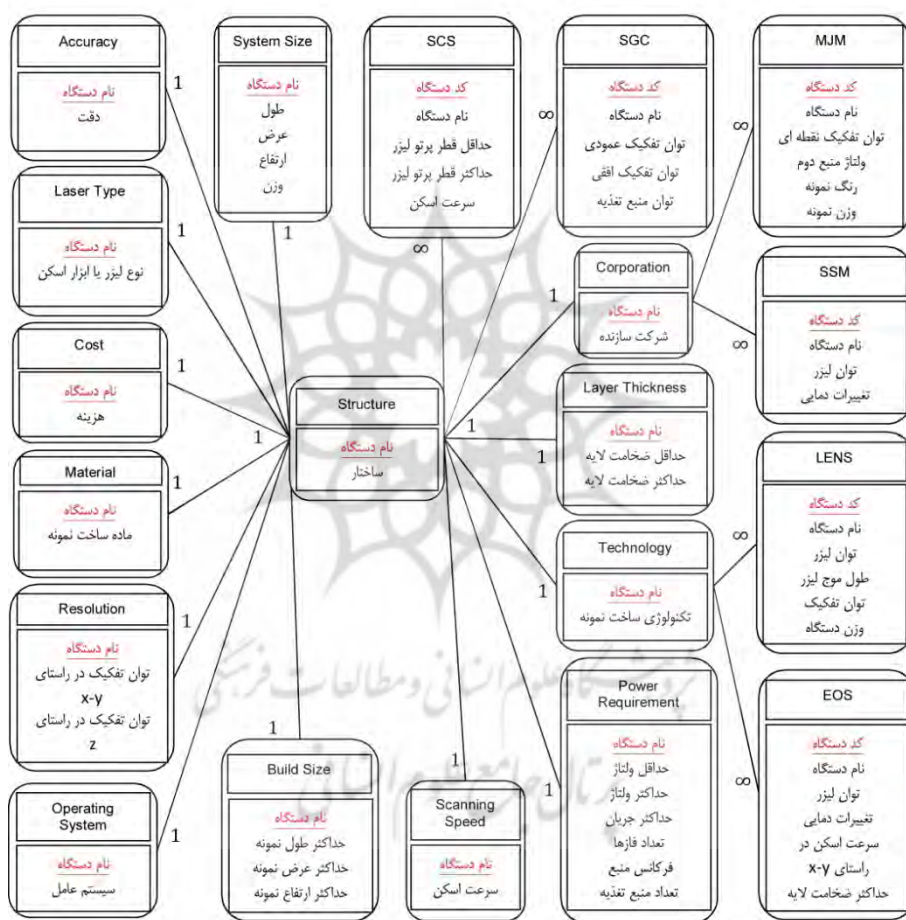 Accuracy
نام دستگاه
دقت
1
System Size
نام دستگاه
طول
عرض
ارتفاع
وزن
1
SCS
کد دستگاه
نام دستگاه
حداقل قطر پرتو لیزر
حداکثر قطر پرتو لیزر
سرعت اسکن
∞
SGC
کد دستگاه
نام دستگاه
توان تفکیک عمودی
توان تفکیک افقی
توان منبع تغذیه
∞
MJM
کد دستگاه
نام دستگاه
توان تفکیک نقطه ای
ولتاژ منبع دوم
رنگ نمونه
وزن نمونه
∞
Laser Type
نام دستگاه
نوع لیزر یا ابزار اسکن
1
Corporation
نام دستگاه
شرکت سازنده
1
SSM
کد دستگاه
نام دستگاه
توان لیزر
تغییرات دمایی
∞
Cost
نام دستگاه
هزینه
1
Structure
نام دستگاه
ساختار
1
1
Layer Thickness
نام دستگاه
حداقل ضخامت لایه
حداکثر ضخامت لایه
1
Material
نام دستگاه
ماده ساخت نمونه
1
LENS
کد دستگاه
نام دستگاه
توان لیزر
طول موج لیزر
توان تفکیک
وزن دستگاه
∞
Technology
نام دستگاه
تکنولوژی ساخت نمونه
1
Resolution
نام دستگاه
توان تفکیک در راستای
x-y
توان تفکیک در راستای
z
1
پژوهشگاه علوم انسانی و مطالعات فرهنگی
پرتال جامع علوم انسانی
Operating
System
نام دستگاه
سیستم عامل
1
Build Size
نام دستگاه
حداکثر طول نمونه
حداکثر عرض نمونه
حداکثر ارتفاع نمونه
1
Scanning
Speed
نام دستگاه
سرعت اسکن
1
Power
Requirement
نام دستگاه
حداقل ولتاژ
حداکثر ولتاژ
حداکثر جریان
تعداد فازها
فرکانس منبع
تعداد منبع تغذیه
1
EOS
کد دستگاه
نام دستگاه
توان لیزر
تغییرات دمایی
سرعت اسکن در
راستای x-y
حداکثر ضخامت لایه
∞